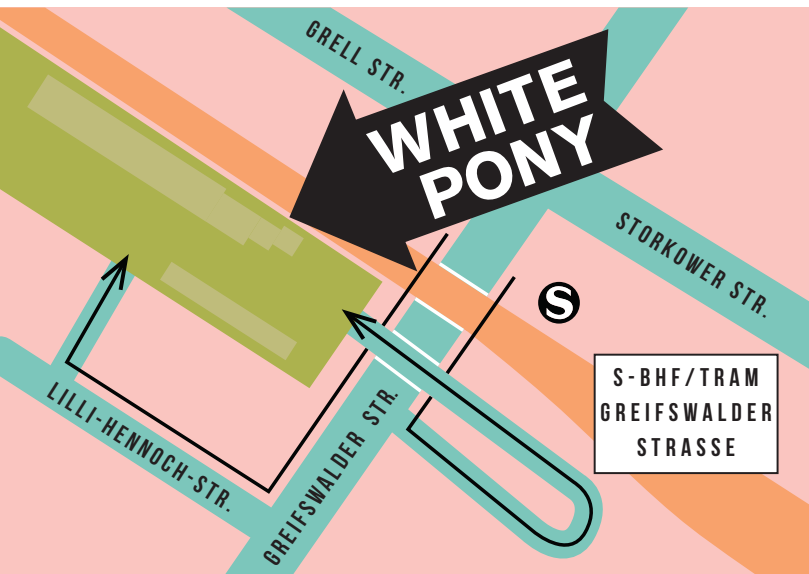 GRELL STR.
WHITE
PONY
STORKOWER STR.
S
S-BHF/TRAM
GREIFSWALDER
STRASSE
LILLI-HENNOCH-STR.
GREIFSWALDER STR.